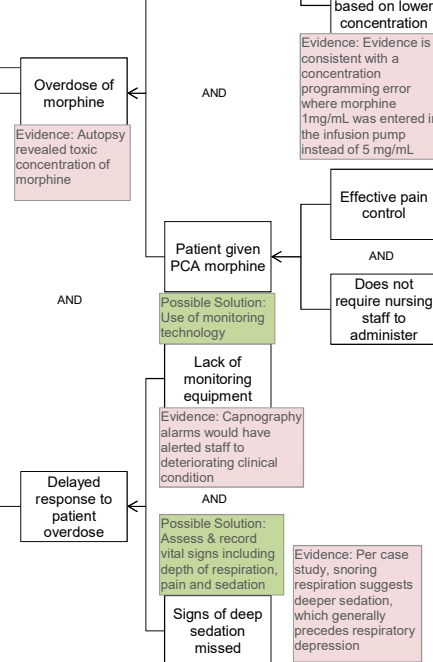 based on lower
concentration
Evidence: Evidence is
consistent with a
concentration
programming error
where morphine
1mg/mL was entered
the infusion pump
instead of 5 mg/mL
Overdose of
morphine
AND
Evidence: Autopsy
revealed toxic
concentration of
morphine
Effective pain
control
Patient given
PCA morphine
AND
Does not
require nursing
staff to
administer
AND
Possible Solution:
Use of monitoring
technology
Lack of
monitoring
equipment
Evidence: Capnography
alarms would have
alerted staff to
deteriorating clinical
condition
Delayed
response to
patient
overdose
AND
Possible Solution:
Assess & record
vital signs including
depth of respiration,
pain and sedation
Evidence: Per case
study, snoring
respiration suggests
deeper sedation,
which generally
precedes respiratory
depression
Signs of deep
sedation
missed